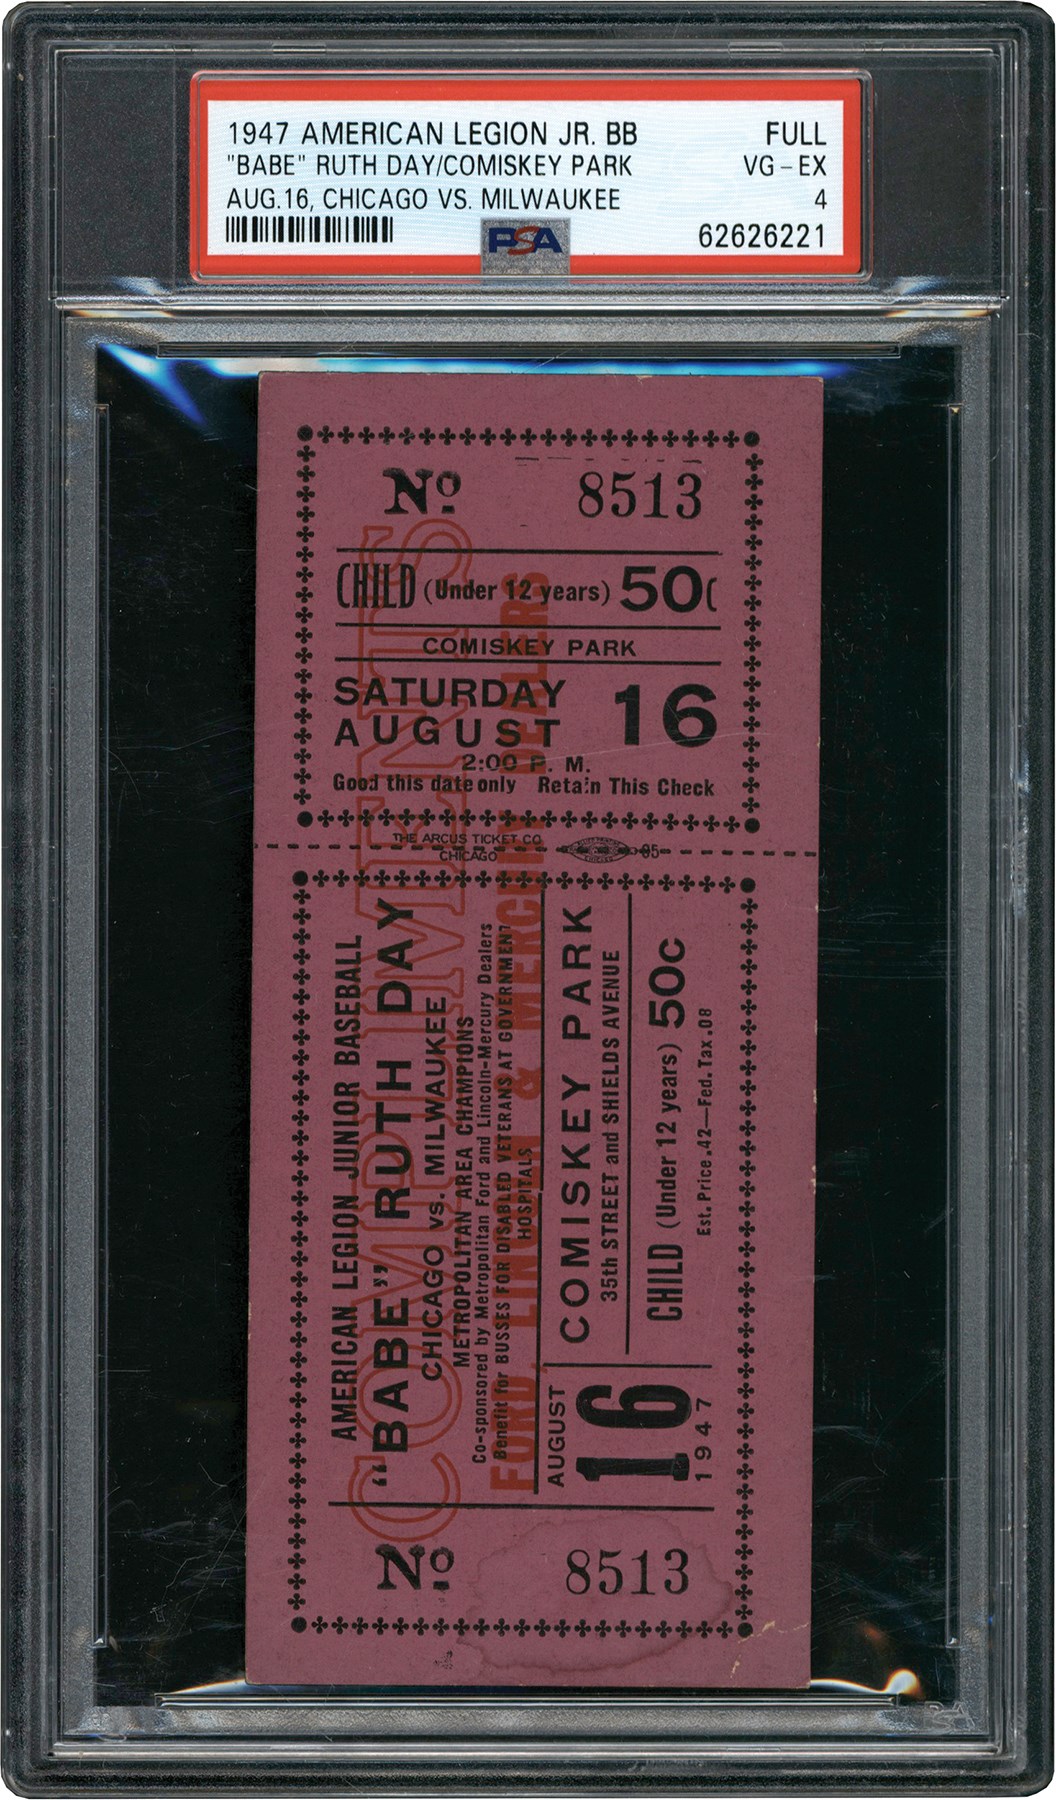 1947 AMERICAN LEGION JR. BB FULL
"BABE" RUTH DAY/COMISKEY PARK VG-EX
AUG.16, CHICAGO VS. MILWAUKEE 4
PSA 62626221
No. 8513
CHILD (Under 12 years) 50c
COMISKEY PARK
SATURDAY
AUGUST 16
2:00 P. M.
Good this date only Retain This Check
THE ARCUS TICKET CO.
CHICAGO
AMERICAN LEGION JUNIOR BASEBALL
"BABE" RUTH DAY
CHICAGO VS. MILWAUKEE
METROPOLITAN AREA CHAMPIONS
Co-sponsored by Metropolitan Ford and Lincoln-Mercury Dealers
Benefit for BUSSES FOR DISABLED VETERANS AT GOVERNMENT
HOSPITALS
COMPLIMENTS
FORD, LINCOLN & MERCURY DEALERS
AUGUST
16
1947
COMISKEY PARK
35th STREET and SHIELDS AVENUE
CHILD (Under 12 years) 50c
Est. Price .42—Fed. Tax .08
No. 8513